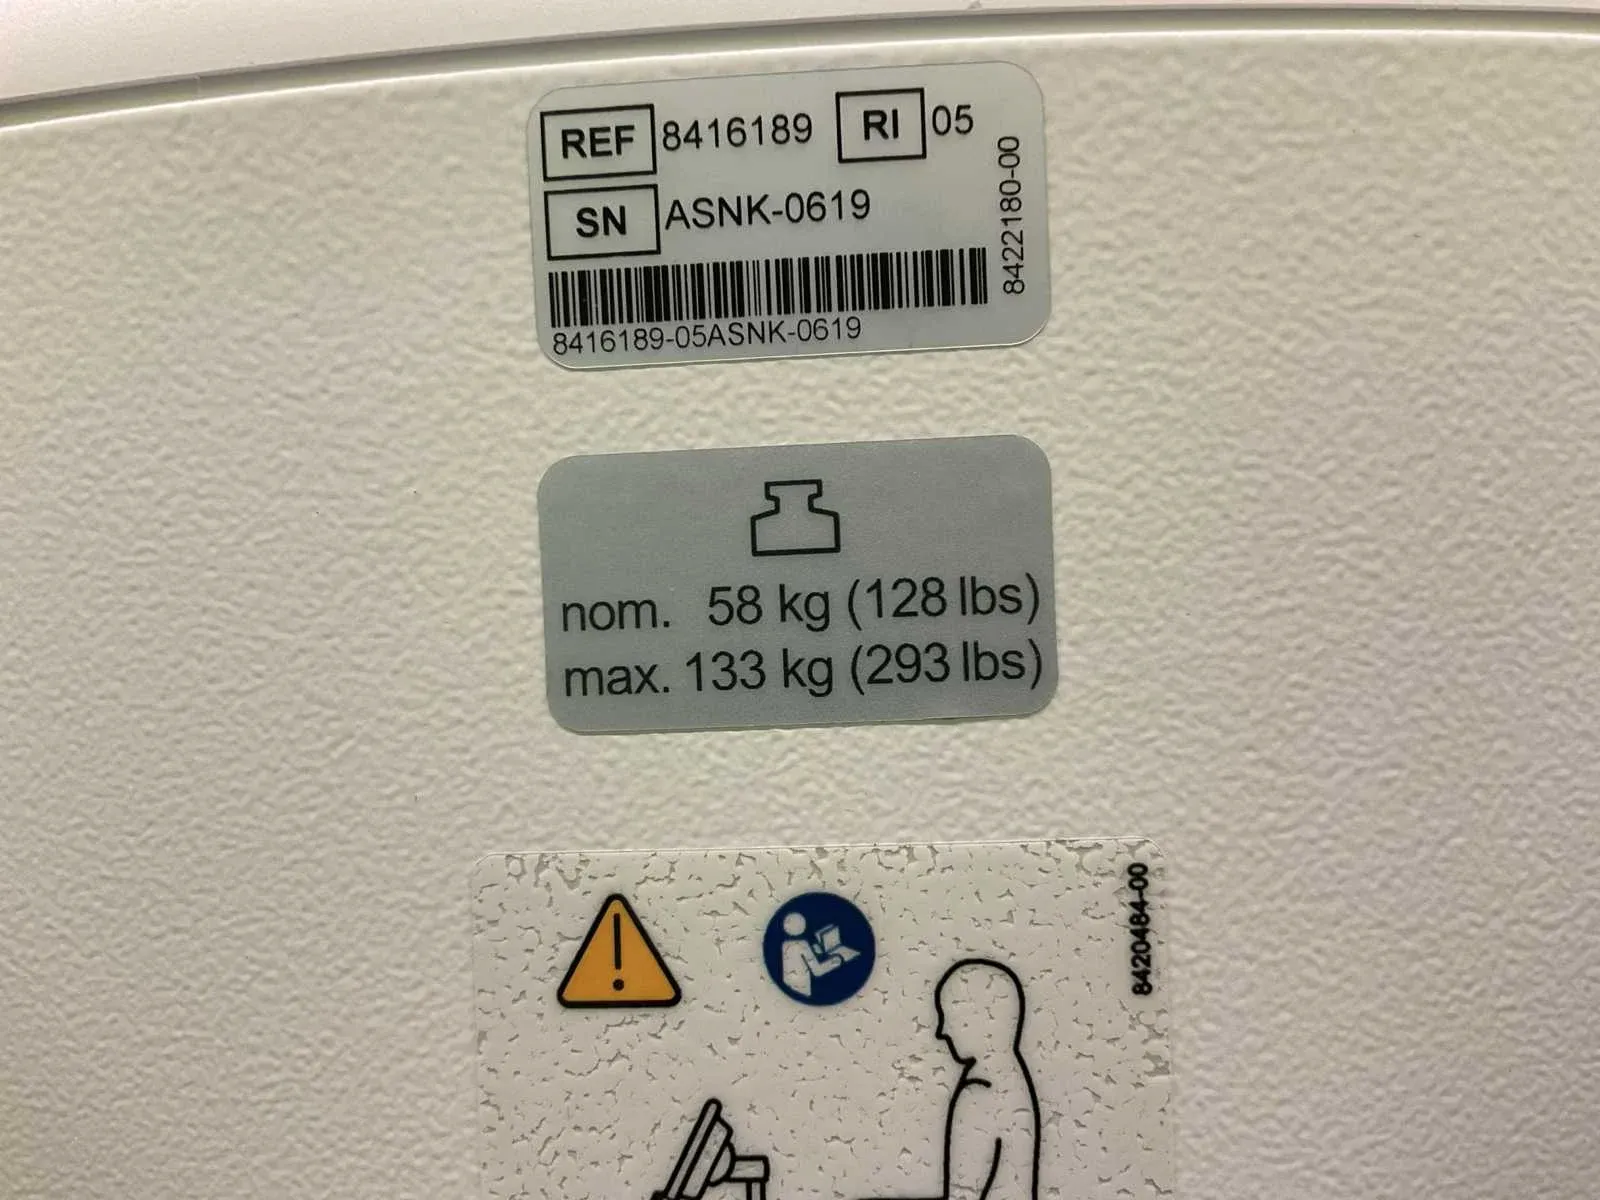 REF 8416189 RI 05
SN ASNK-0619
8416189-05ASNK-0619
8422180-00
nom. 58 kg (128 lbs)
max. 133 kg (293 lbs)
8420484-00